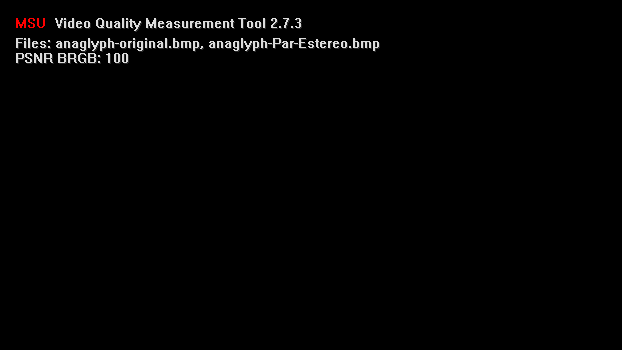 MSU Video Quality Measurement Tool 2.7.3
Files: anaglyph-original.bmp, anaglyph-Par-Estereo.bmp
PSNR BRGB: 100